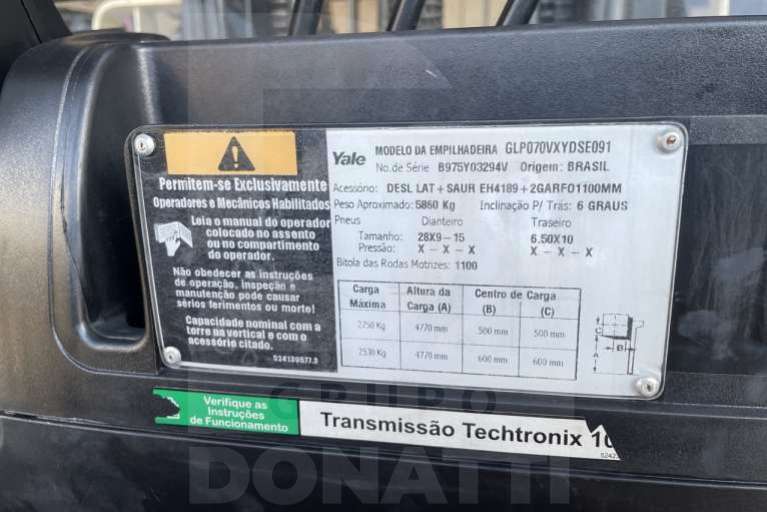 Permitem-se Exclusivamente
Operadores e Mecânicos Habilitados
Leia o manual do operador
colocado no assento
ou no compartimento
do operador.
Não obedecer as instruções
de operação, inspeção e
manutenção pode causar
sérios ferimentos ou morte!
Capacidade nominal com a
torre na vertical e com o
acessório citado.
Yale MODELO DA EMPILHADEIRA GLP070VXYDSE091
No.de Série B975Y03294V Origem: BRASIL
Acessório: DESL LAT+SAUR EH4189+2GARFO1100MM
Peso Aproximado: 5860 Kg Inclinação P/ Trás: 6 GRAUS
Pneus Dianteiro Traseiro
Tamanho: 28X9-15 6.50X10
Pressão: X - X - X X - X - X
Bitola das Rodas Motrizes: 1100
Carga Máxima Altura da Carga (A) Centro de Carga (B) (C)
2250 Kg 4770 mm 500 mm 500 mm
2530 Kg 4770 mm 600 mm 600 mm
C
B
A
Verifique as
Instruções
de Funcionamento
Transmissão Techtronix 10
GRUPO
DONATTI